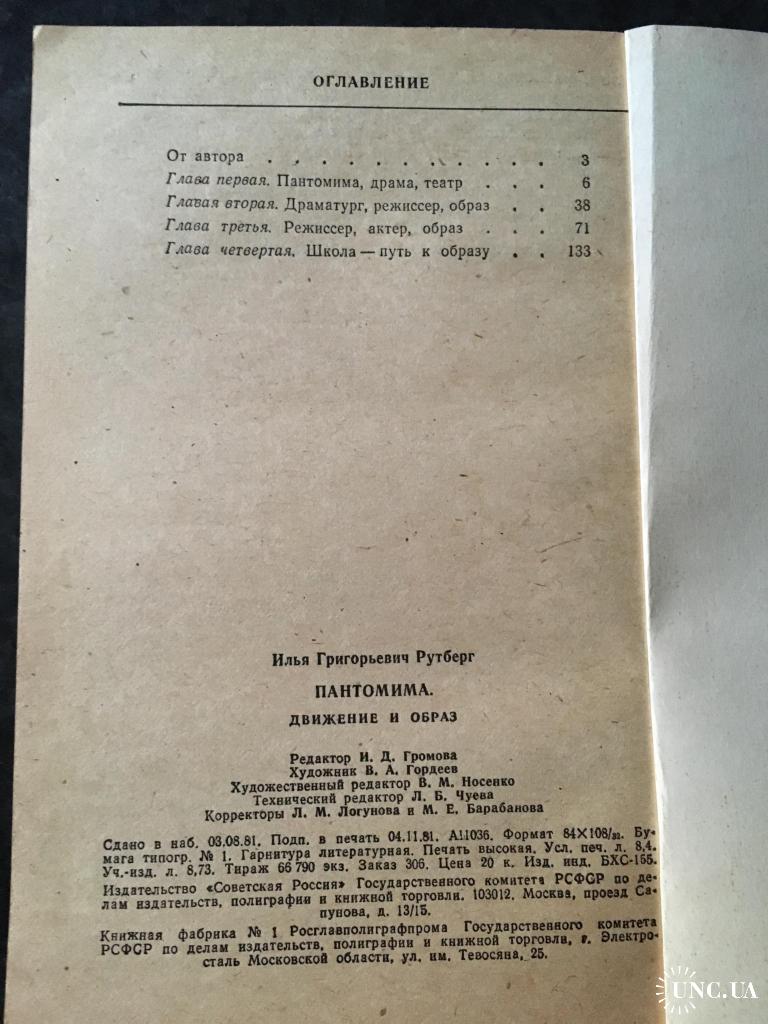 ОГЛАВЛЕНИЕ
От автора . . . . . . . . . . . 3
Глава первая. Пантомима, драма, театр . . . 6
Главая вторая. Драматург, режиссер, образ . . 38
Глава третья. Режиссер, актер, образ . . . 71
Глава четвертая. Школа — путь к образу . . 133
Илья Григорьевич Рутберг
ПАНТОМИМА.
ДВИЖЕНИЕ И ОБРАЗ
Редактор И. Д. Громова
Художник В. А. Гордеев
Художественный редактор В. М. Носенко
Технический редактор Л. Б. Чуева
Корректоры Л. М. Логунова и М. Е. Барабанова
Сдано в наб. 03.08.81. Подп. в печать 04.11.81. А11036. Формат 84×108/32. Бу-
мага типогр. № 1. Гарнитура литературная. Печать высокая. Усл. печ. л. 8,4.
Уч.-изд. л. 8,73. Тираж 66 790 экз. Заказ 306. Цена 20 к. Изд. инд. БХС-155.
Издательство «Советская Россия» Государственного комитета РСФСР по де-
лам издательств, полиграфии и книжной торговли. 103012. Москва, проезд Са-
пунова, д. 13/15.
Книжная фабрика № 1 Росглавполиграфпрома Государственного комитета
РСФСР по делам издательств, полиграфии и книжной торговли, г. Электро-
сталь Московской области, ул. им. Тевосяна, 25.
UNC.UA